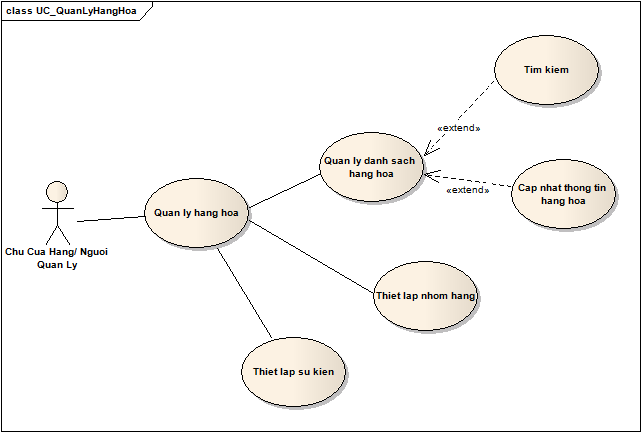 class UC_QuanLyHangHoa
Tim kiem
«extend»
Quan ly danh sach
hang hoa
«extend»
Cap nhat thong tin
hang hoa
Quan ly hang hoa
Chu Cua Hang/ Nguoi
Quan Ly
Thiet lap nhom hang
Thiet lap su kien